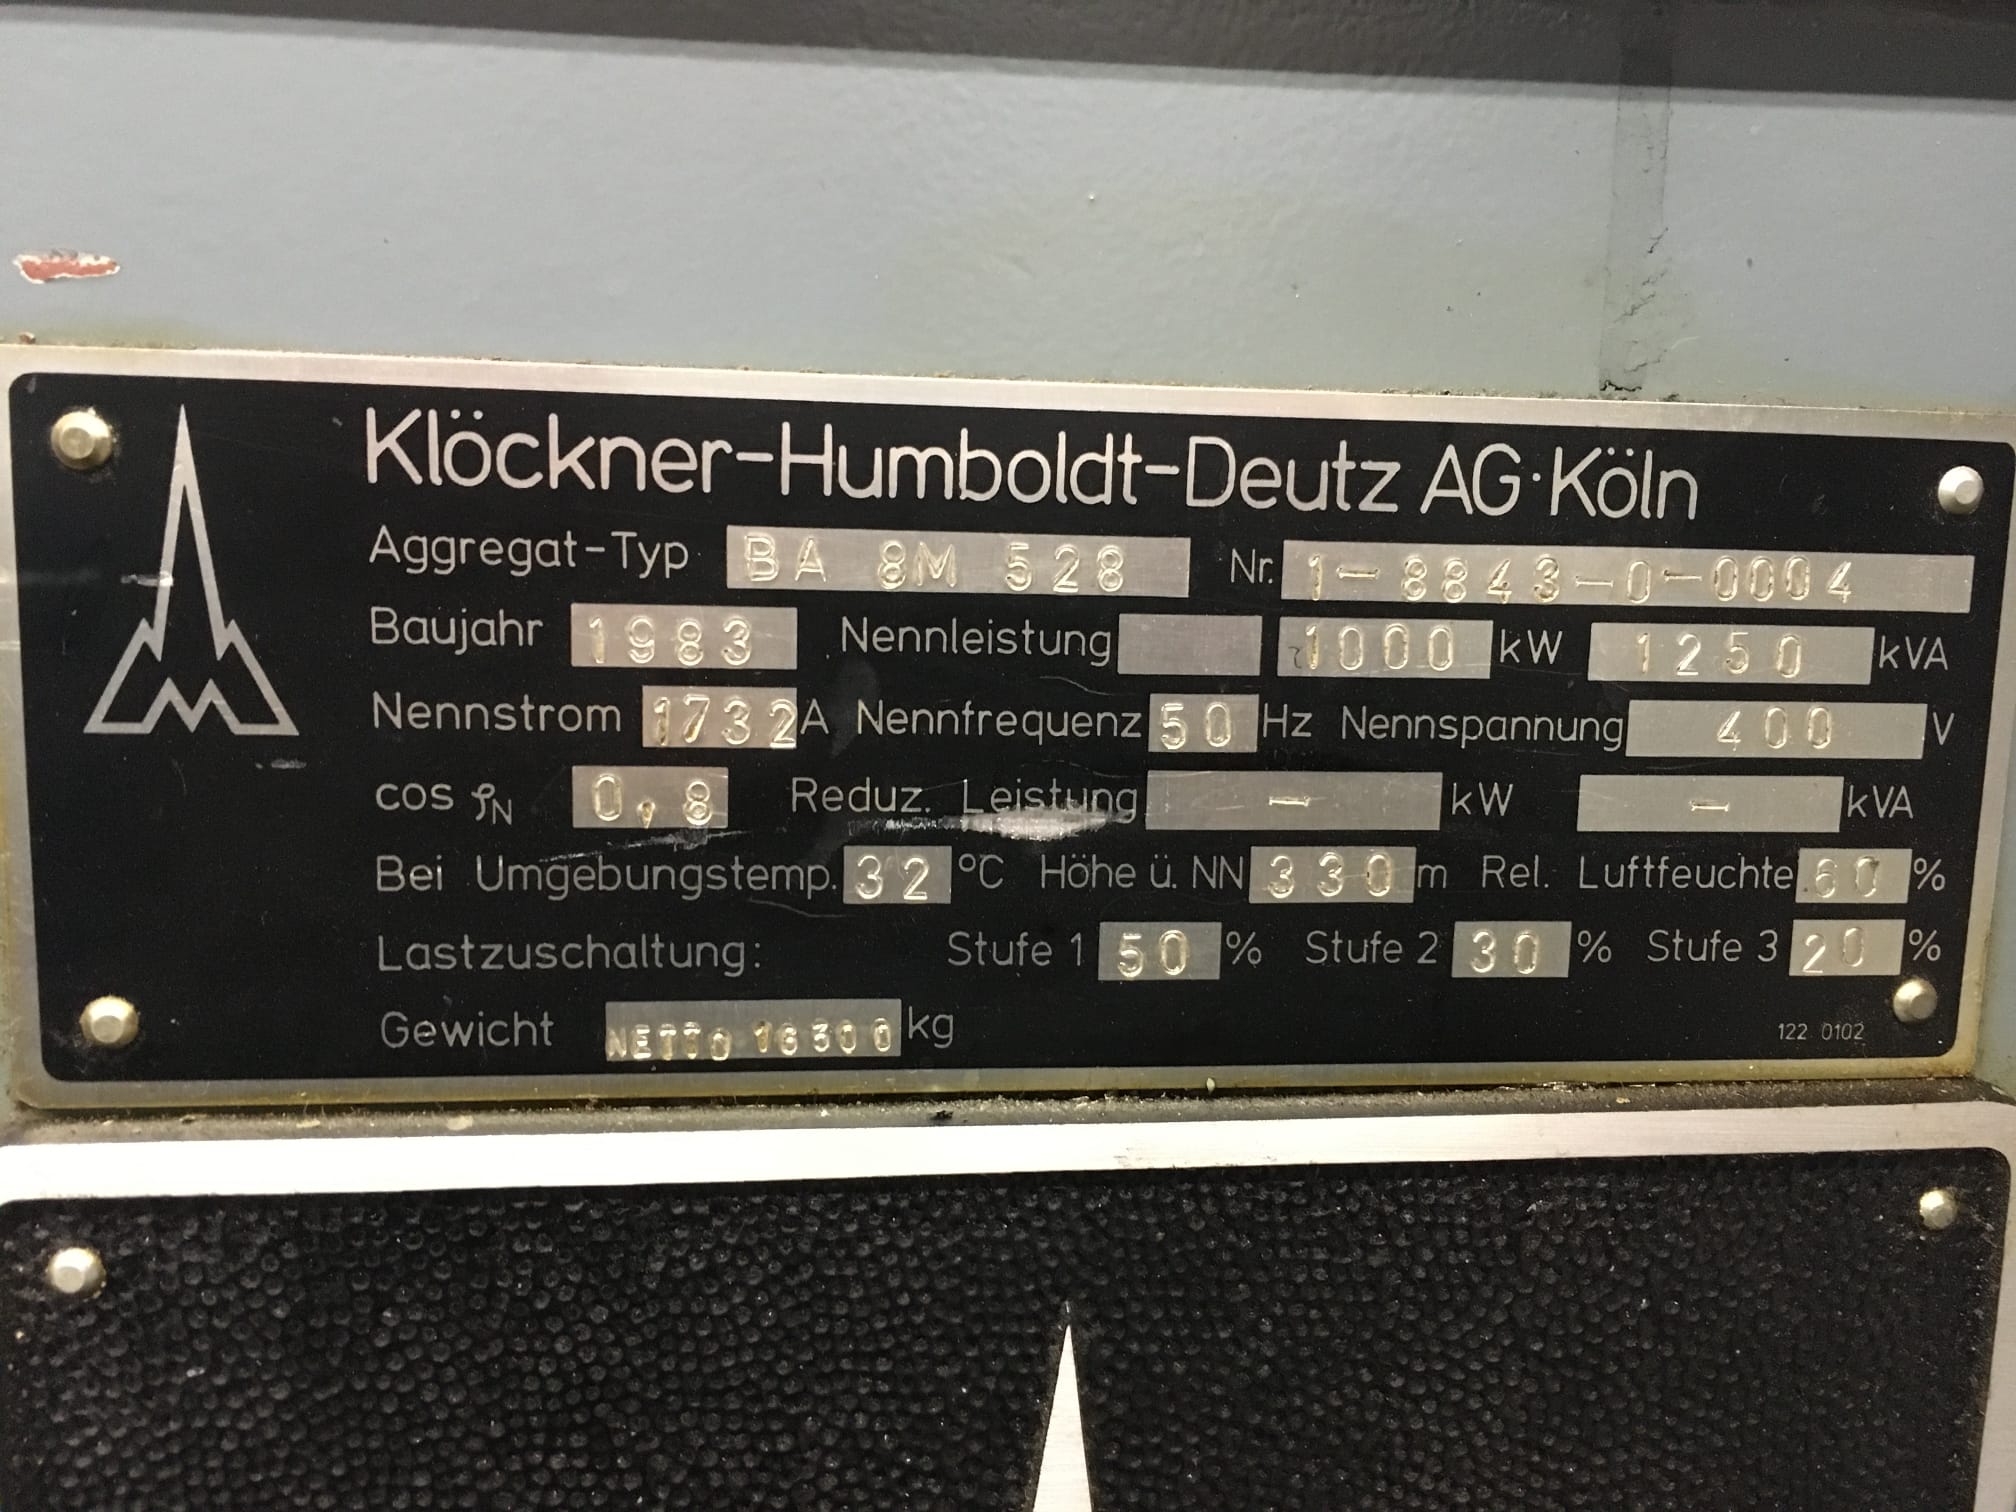 Klöckner-Humboldt-Deutz AG·Köln
Aggregat-Typ BA 8M 528 Nr. 1-8843-0-0004
Baujahr 1983 Nennleistung 1000 kW 1250 kVA
Nennstrom 1732 A Nennfrequenz 50 Hz Nennspannung 400 V
cos φN 0,8 Reduz. Leistung - kW - kVA
Bei Umgebungstemp. 32 °C Höhe ü. NN 330 m Rel. Luftfeuchte 60 %
Lastzuschaltung: Stufe 1 50 % Stufe 2 30 % Stufe 3 20 %
Gewicht NETTO 16300 kg
122 0102